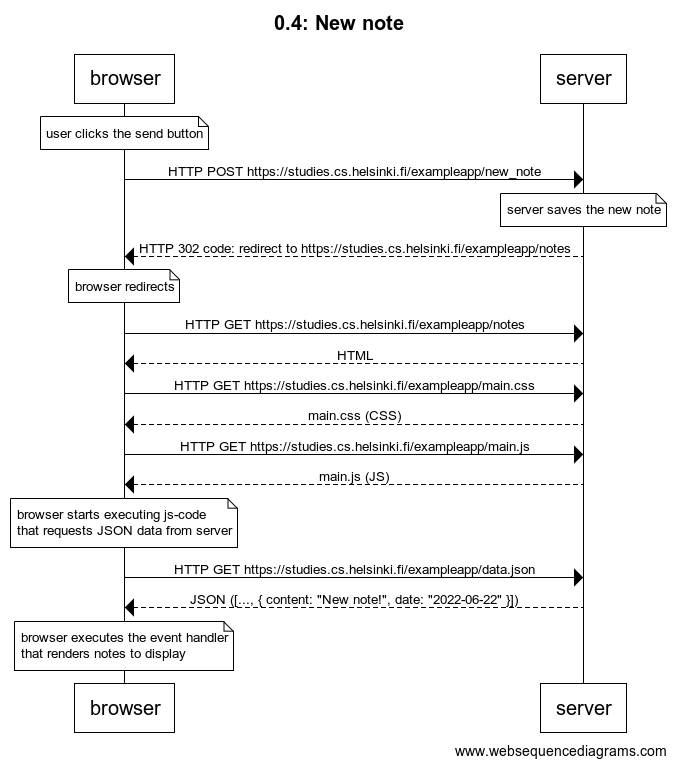 0.4: New note
browser
server
user clicks the send button
HTTP POST https://studies.cs.helsinki.fi/exampleapp/new_note
server saves the new note
HTTP 302 code: redirect to https://studies.cs.helsinki.fi/exampleapp/notes
browser redirects
HTTP GET https://studies.cs.helsinki.fi/exampleapp/notes
HTML
HTTP GET https://studies.cs.helsinki.fi/exampleapp/main.css
main.css (CSS)
HTTP GET https://studies.cs.helsinki.fi/exampleapp/main.js
main.js (JS)
browser starts executing js-code
that requests JSON data from server
HTTP GET https://studies.cs.helsinki.fi/exampleapp/data.json
JSON ([..., { content: "New note!", date: "2022-06-22" }])
browser executes the event handler
that renders notes to display
browser
server
www.websequencediagrams.com